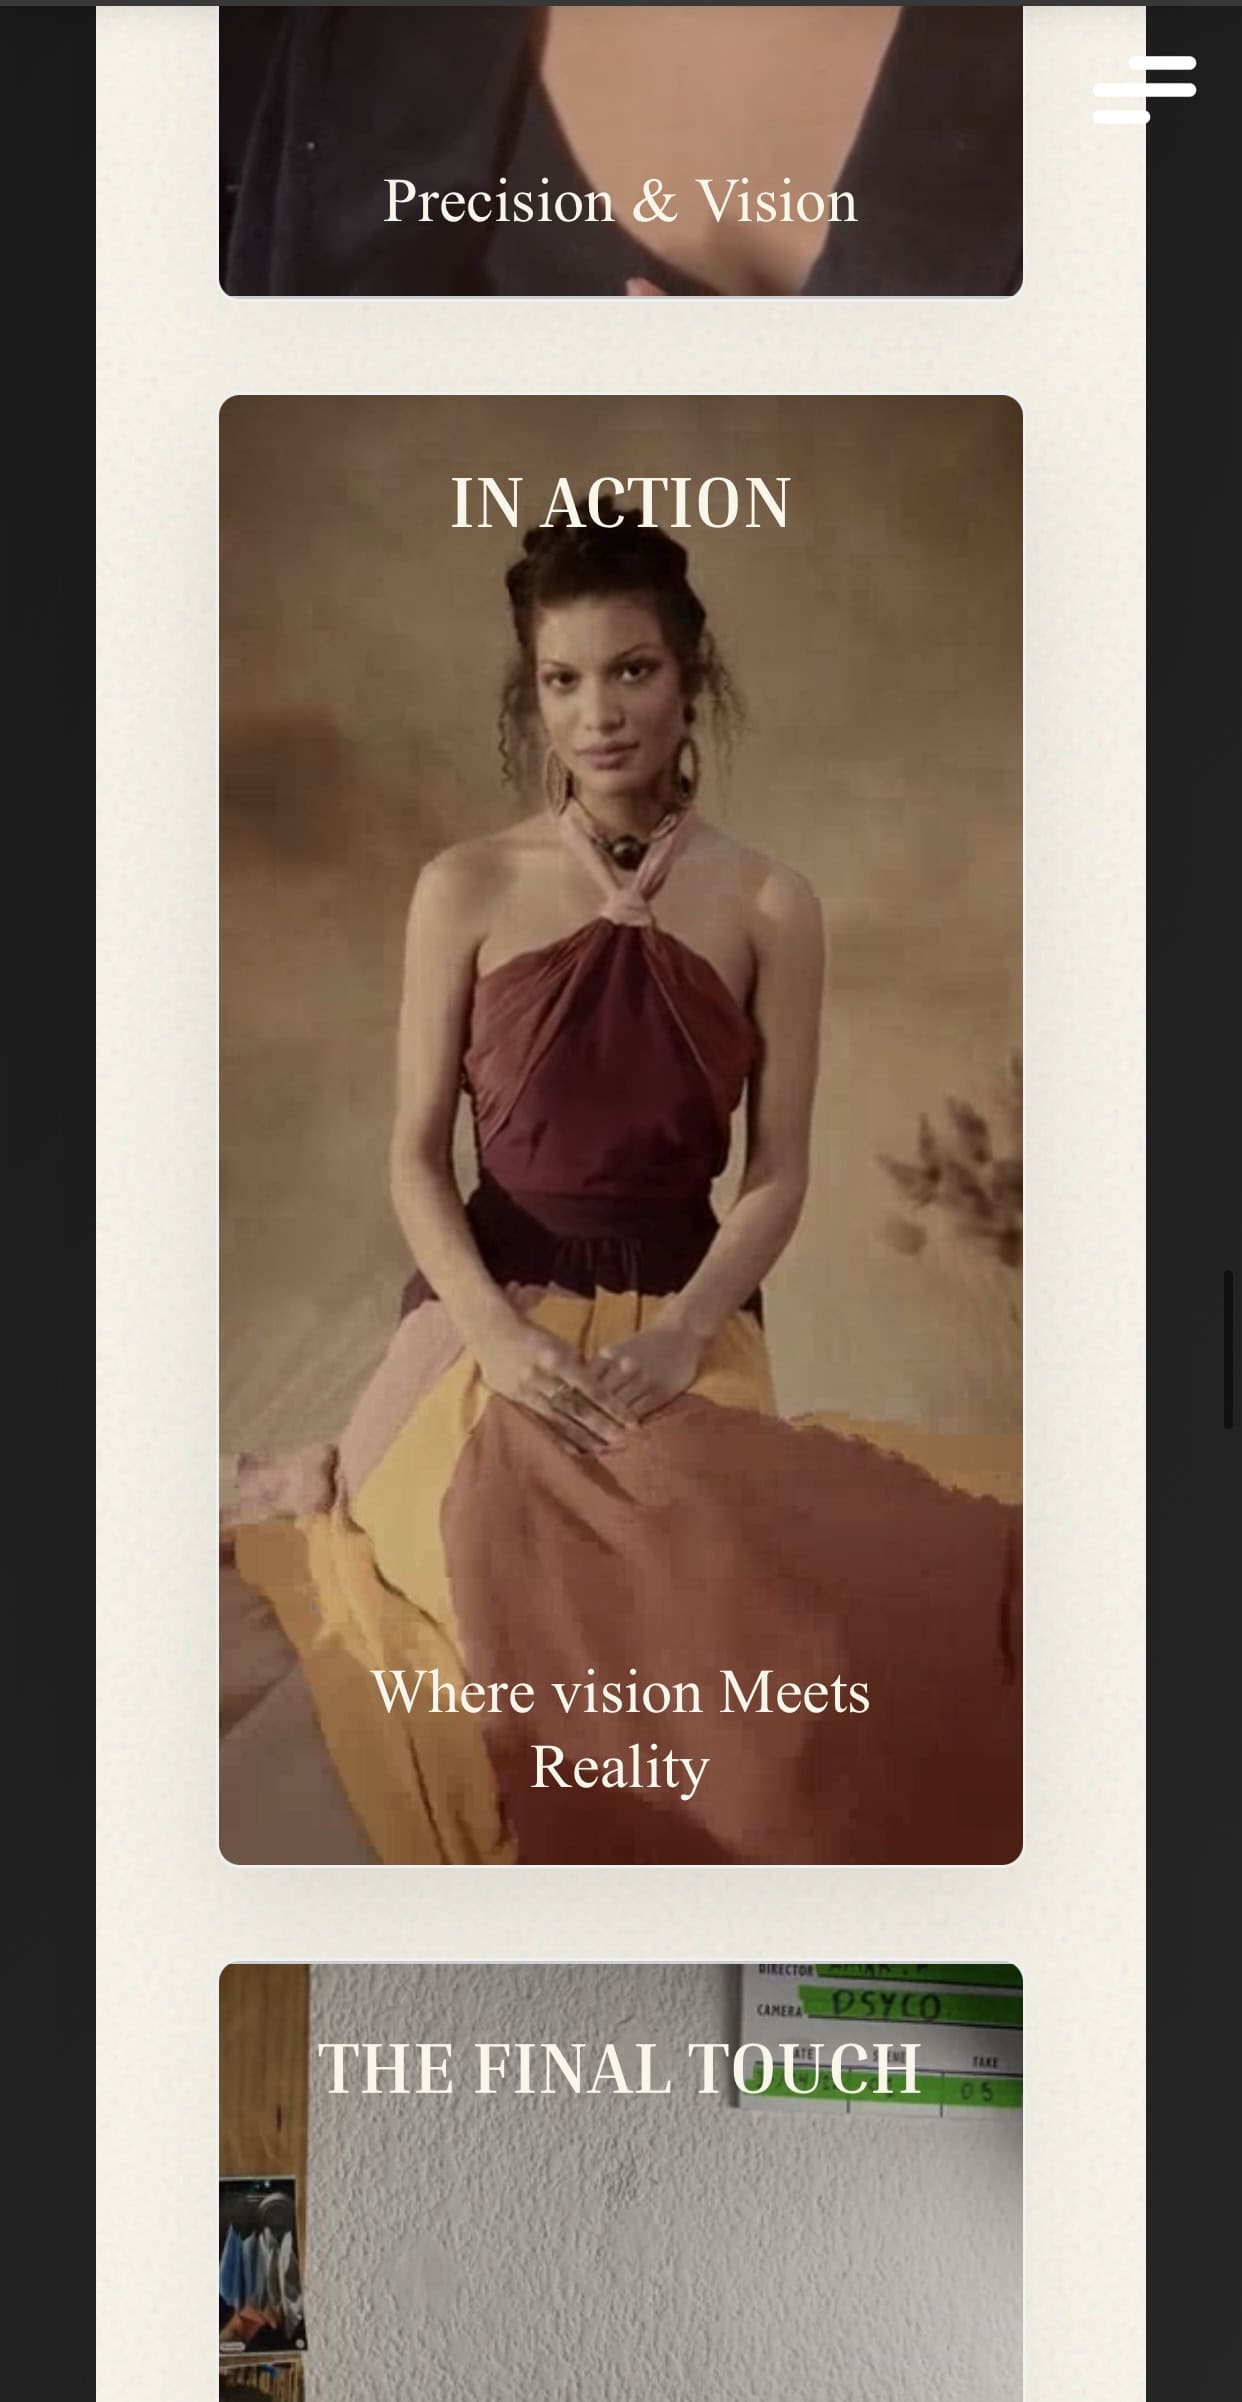 Precision & Vision
IN ACTION
Where vision Meets
Reality
DIRECTOR
CAMERA PSYCO
TAKE
THE FINAL TOUCH
05